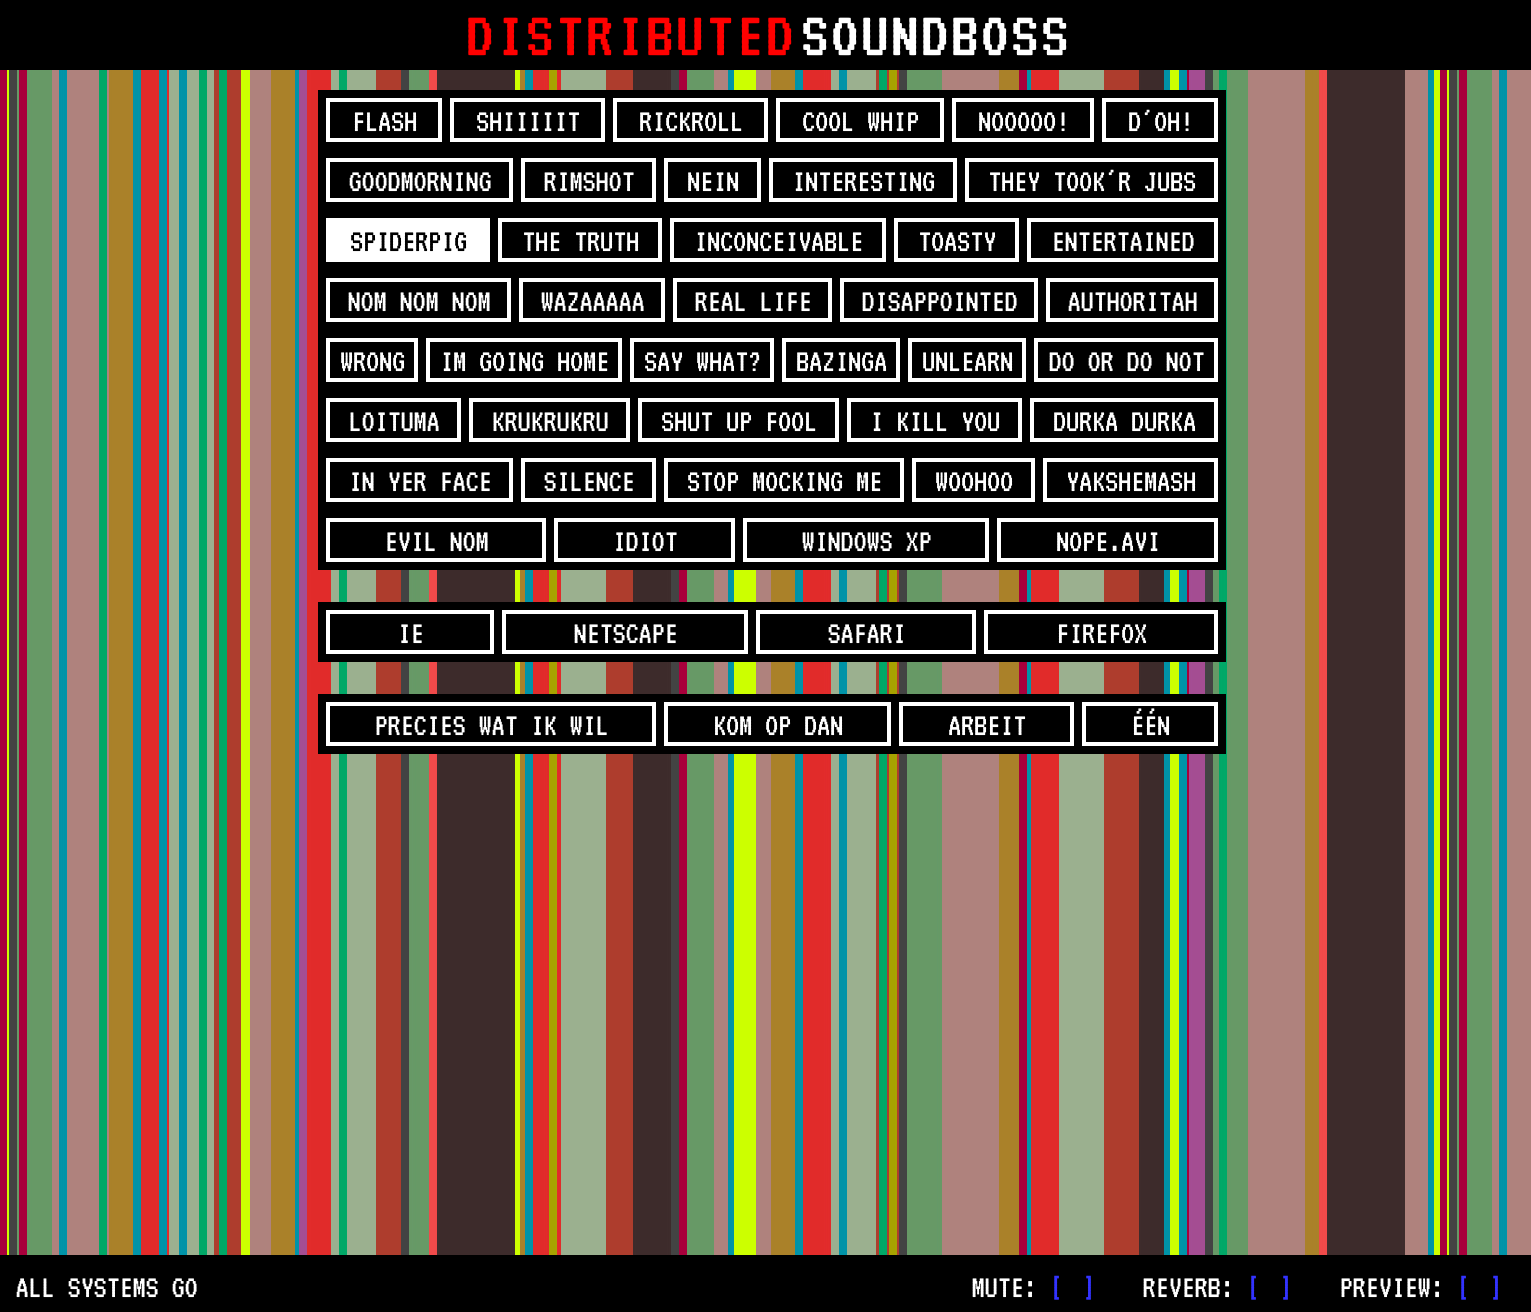 DISTRIBUTED SOUNDBOSS
FLASH SHIIIIIT RICKROLL COOL WHIP NOOOOO! D´OH!
GOODMORNING RIMSHOT NEIN INTERESTING THEY TOOK´R JUBS
SPIDERPIG THE TRUTH INCONCEIVABLE TOASTY ENTERTAINED
NOM NOM NOM WAZAAAAA REAL LIFE DISAPPOINTED AUTHORITAH
WRONG IM GOING HOME SAY WHAT? BAZINGA UNLEARN DO OR DO NOT
LOITUMA KRUKRUKRU SHUT UP FOOL I KILL YOU DURKA DURKA
IN YER FACE SILENCE STOP MOCKING ME WOOHOO YAKSHEMASH
EVIL NOM IDIOT WINDOWS XP NOPE.AVI
IE NETSCAPE SAFARI FIREFOX
PRECIES WAT IK WIL KOM OP DAN ARBEIT ÉÉN
ALL SYSTEMS GO MUTE: [ ] REVERB: [ ] PREVIEW: [ ]